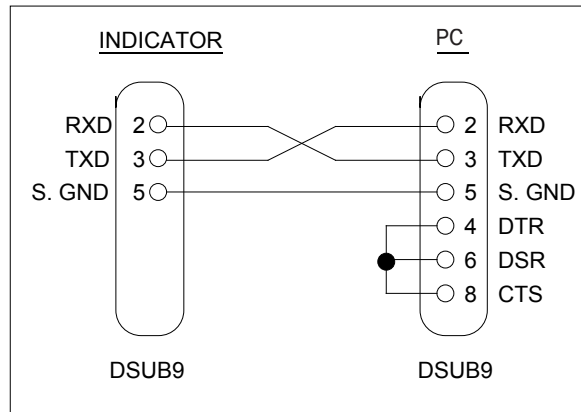 INDICATOR PC
RXD 2 2 RXD
TXD 3 3 TXD
S. GND 5 5 S. GND
4 DTR
6 DSR
8 CTS
DSUB9 DSUB9